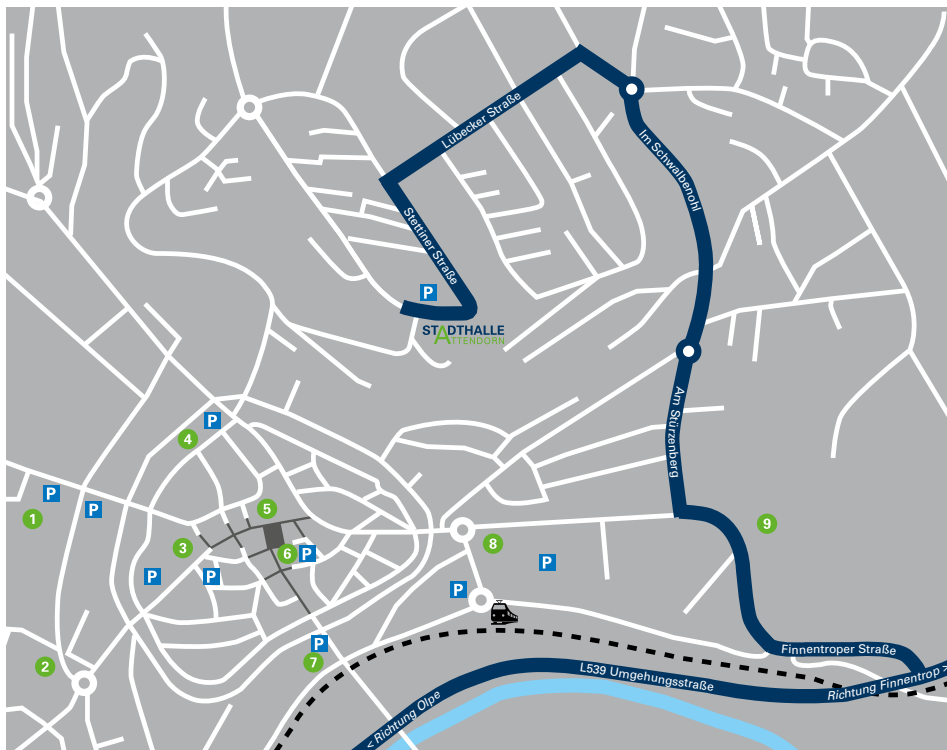 Lübecker Straße
Im Schwalbenohl
Stettiner Straße
P
STADTHALLE
ATTENDORN
Am Stürzenberg
P
4
P
P
1
5
3
6
P
9
8
P
P
P
P
2
7
P
Finnentroper Straße
L539 Umgehungsstraße
Richtung Finnentrop >
< Richtung Olpe